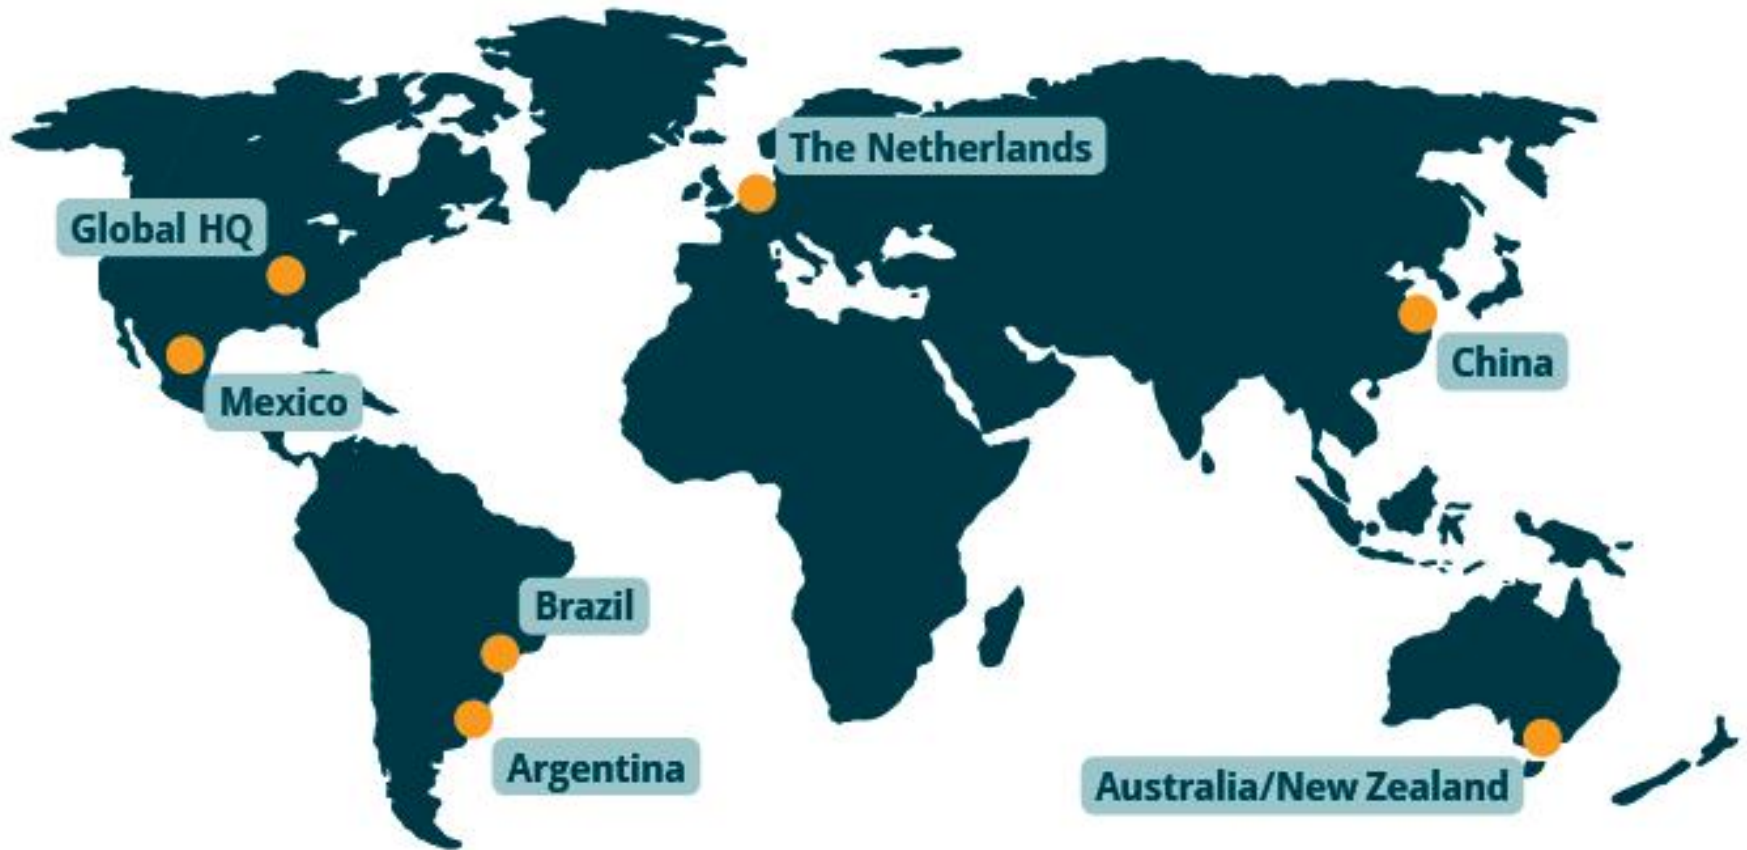 The Netherlands
Global HQ
China
Mexico
Brazil
Argentina
Australia/New Zealand